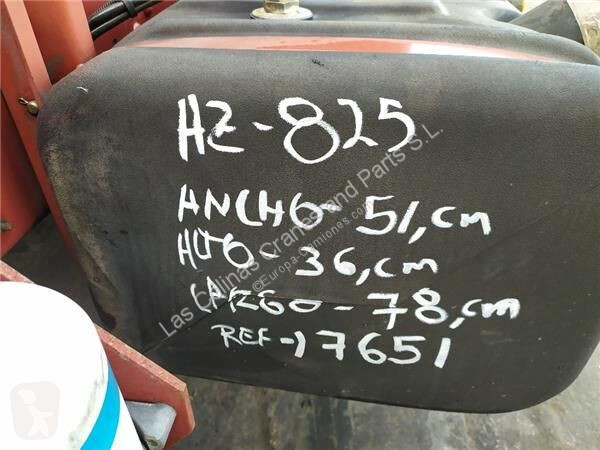 HZ-825
ANCHO-51,cm
ALTO-36,cm
LARGO-78,cm
REF-17651
Las Colinas Cranes and Parts S.L.
©Europa-camiones.com